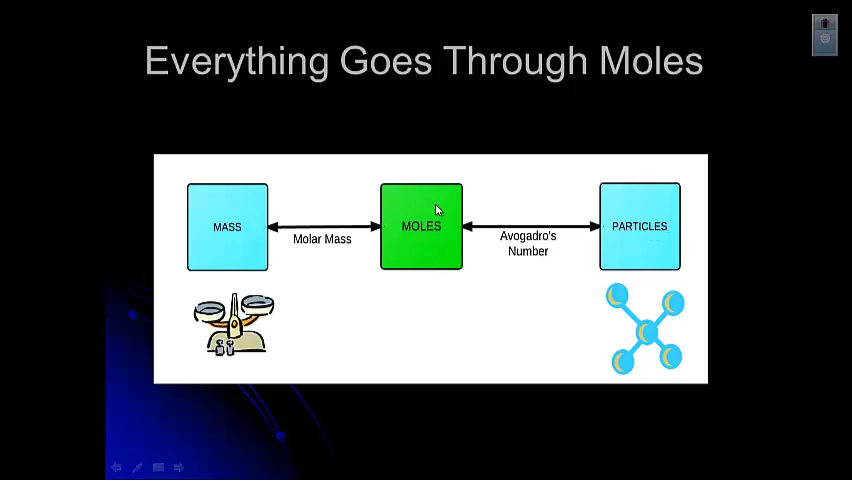 Everything Goes Through Moles
MASS
Molar Mass
MOLES
Avogadro's
Number
PARTICLES